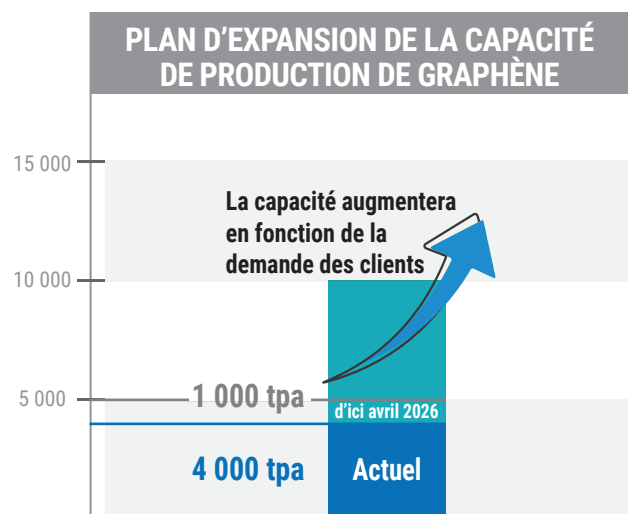 PLAN D’EXPANSION DE LA CAPACITÉ
DE PRODUCTION DE GRAPHÈNE
15 000
La capacité augmentera
en fonction de la
demande des clients
10 000
5 000
1 000 tpa
d’ici avril 2026
4 000 tpa
Actuel